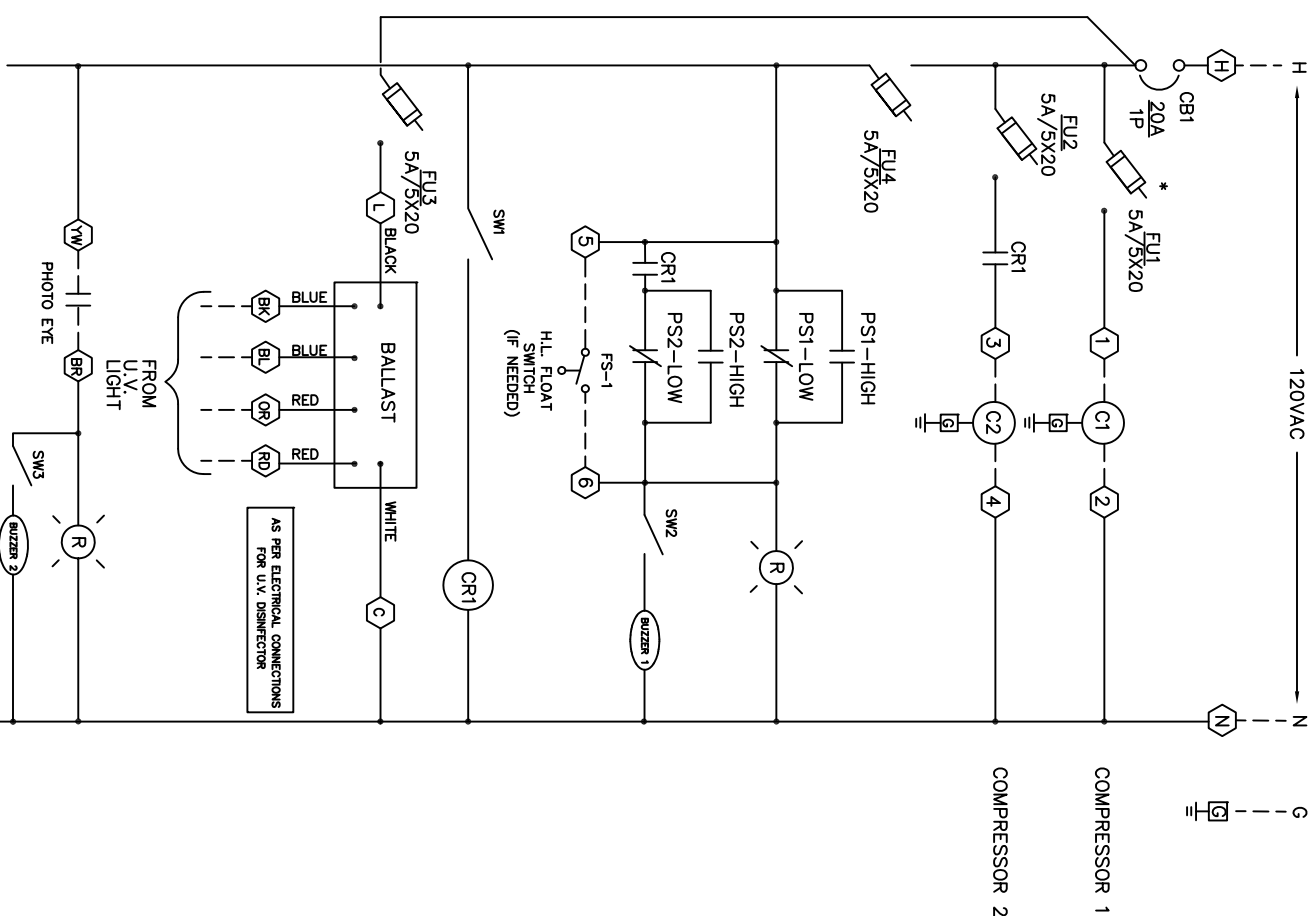 H
120VAC
N
G
H
N
G
CB1
20A
1P
*
FU1
5A/5X20
1
C1
G
2
COMPRESSOR 1
FU2
5A/5X20
CR1
3
C2
G
4
COMPRESSOR 2
FU4
5A/5X20
PS1-HIGH
PS1-LOW
R
PS2-HIGH
CR1
PS2-LOW
SW2
BUZZER 1
5
FS-1
6
H.L. FLOAT
SWITCH
(IF NEEDED)
SW1
CR1
FU3
5A/5X20
L
BLACK
BALLAST
WHITE
C
BLUE
BK
BLUE
BL
RED
OR
RED
RD
FROM
U.V.
LIGHT
AS PER ELECTRICAL CONNECTIONS
FOR U.V. DISINFECTOR
YW
PHOTO EYE
BR
R
SW3
BUZZER 2